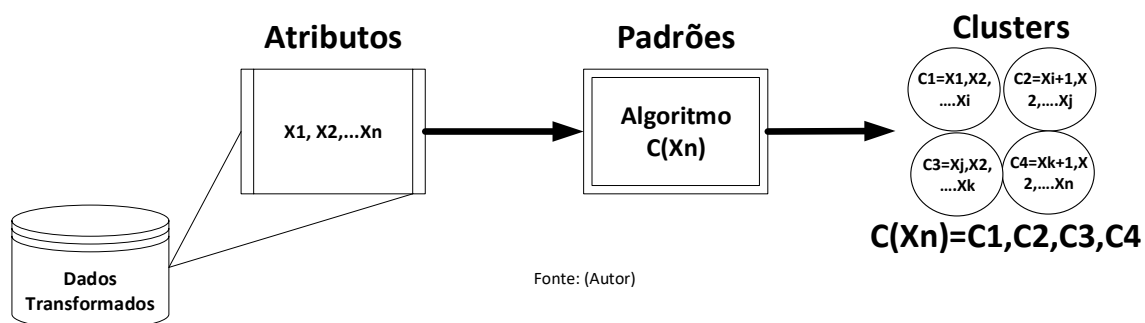 Atributos
Padrões
Clusters
X1, X2,...Xn
Algoritmo
C(Xn)
C1=X1,X2,
....Xi
C2=Xi+1,X
2,....Xj
C3=Xj,X2,
....Xk
C4=Xk+1,X
2,....Xn
C(Xn)=C1,C2,C3,C4
Dados
Transformados
Fonte: (Autor)